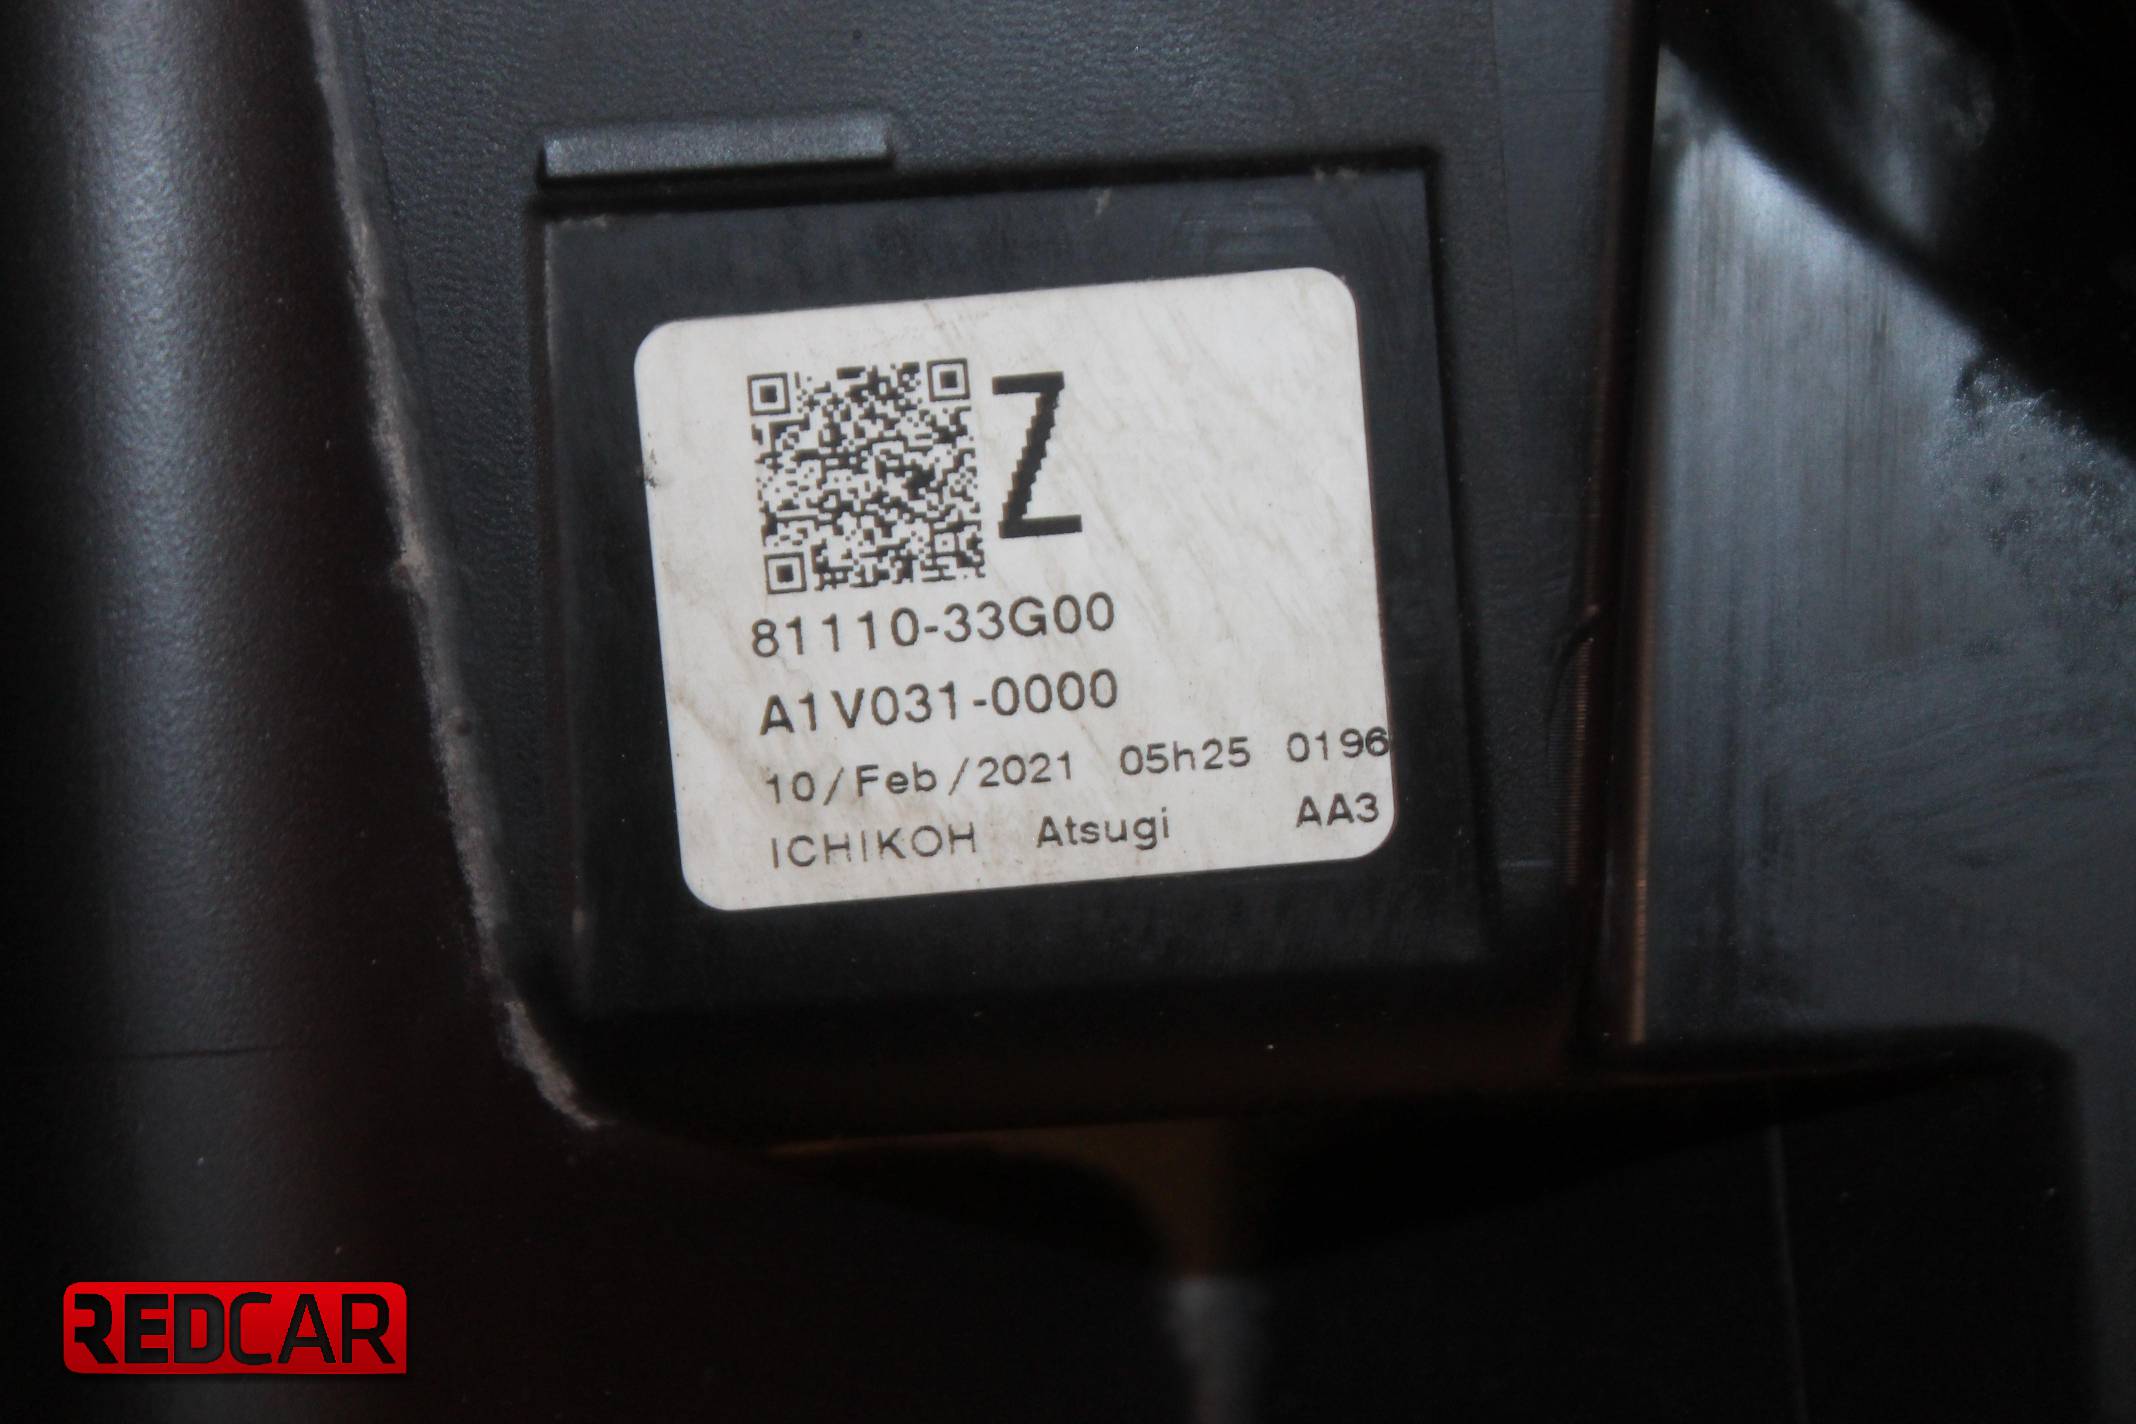 Z
81110-33G00
A1V031-0000
10/Feb/2021 05h25 0196
ICHIKOH Atsugi AA3
REDCAR